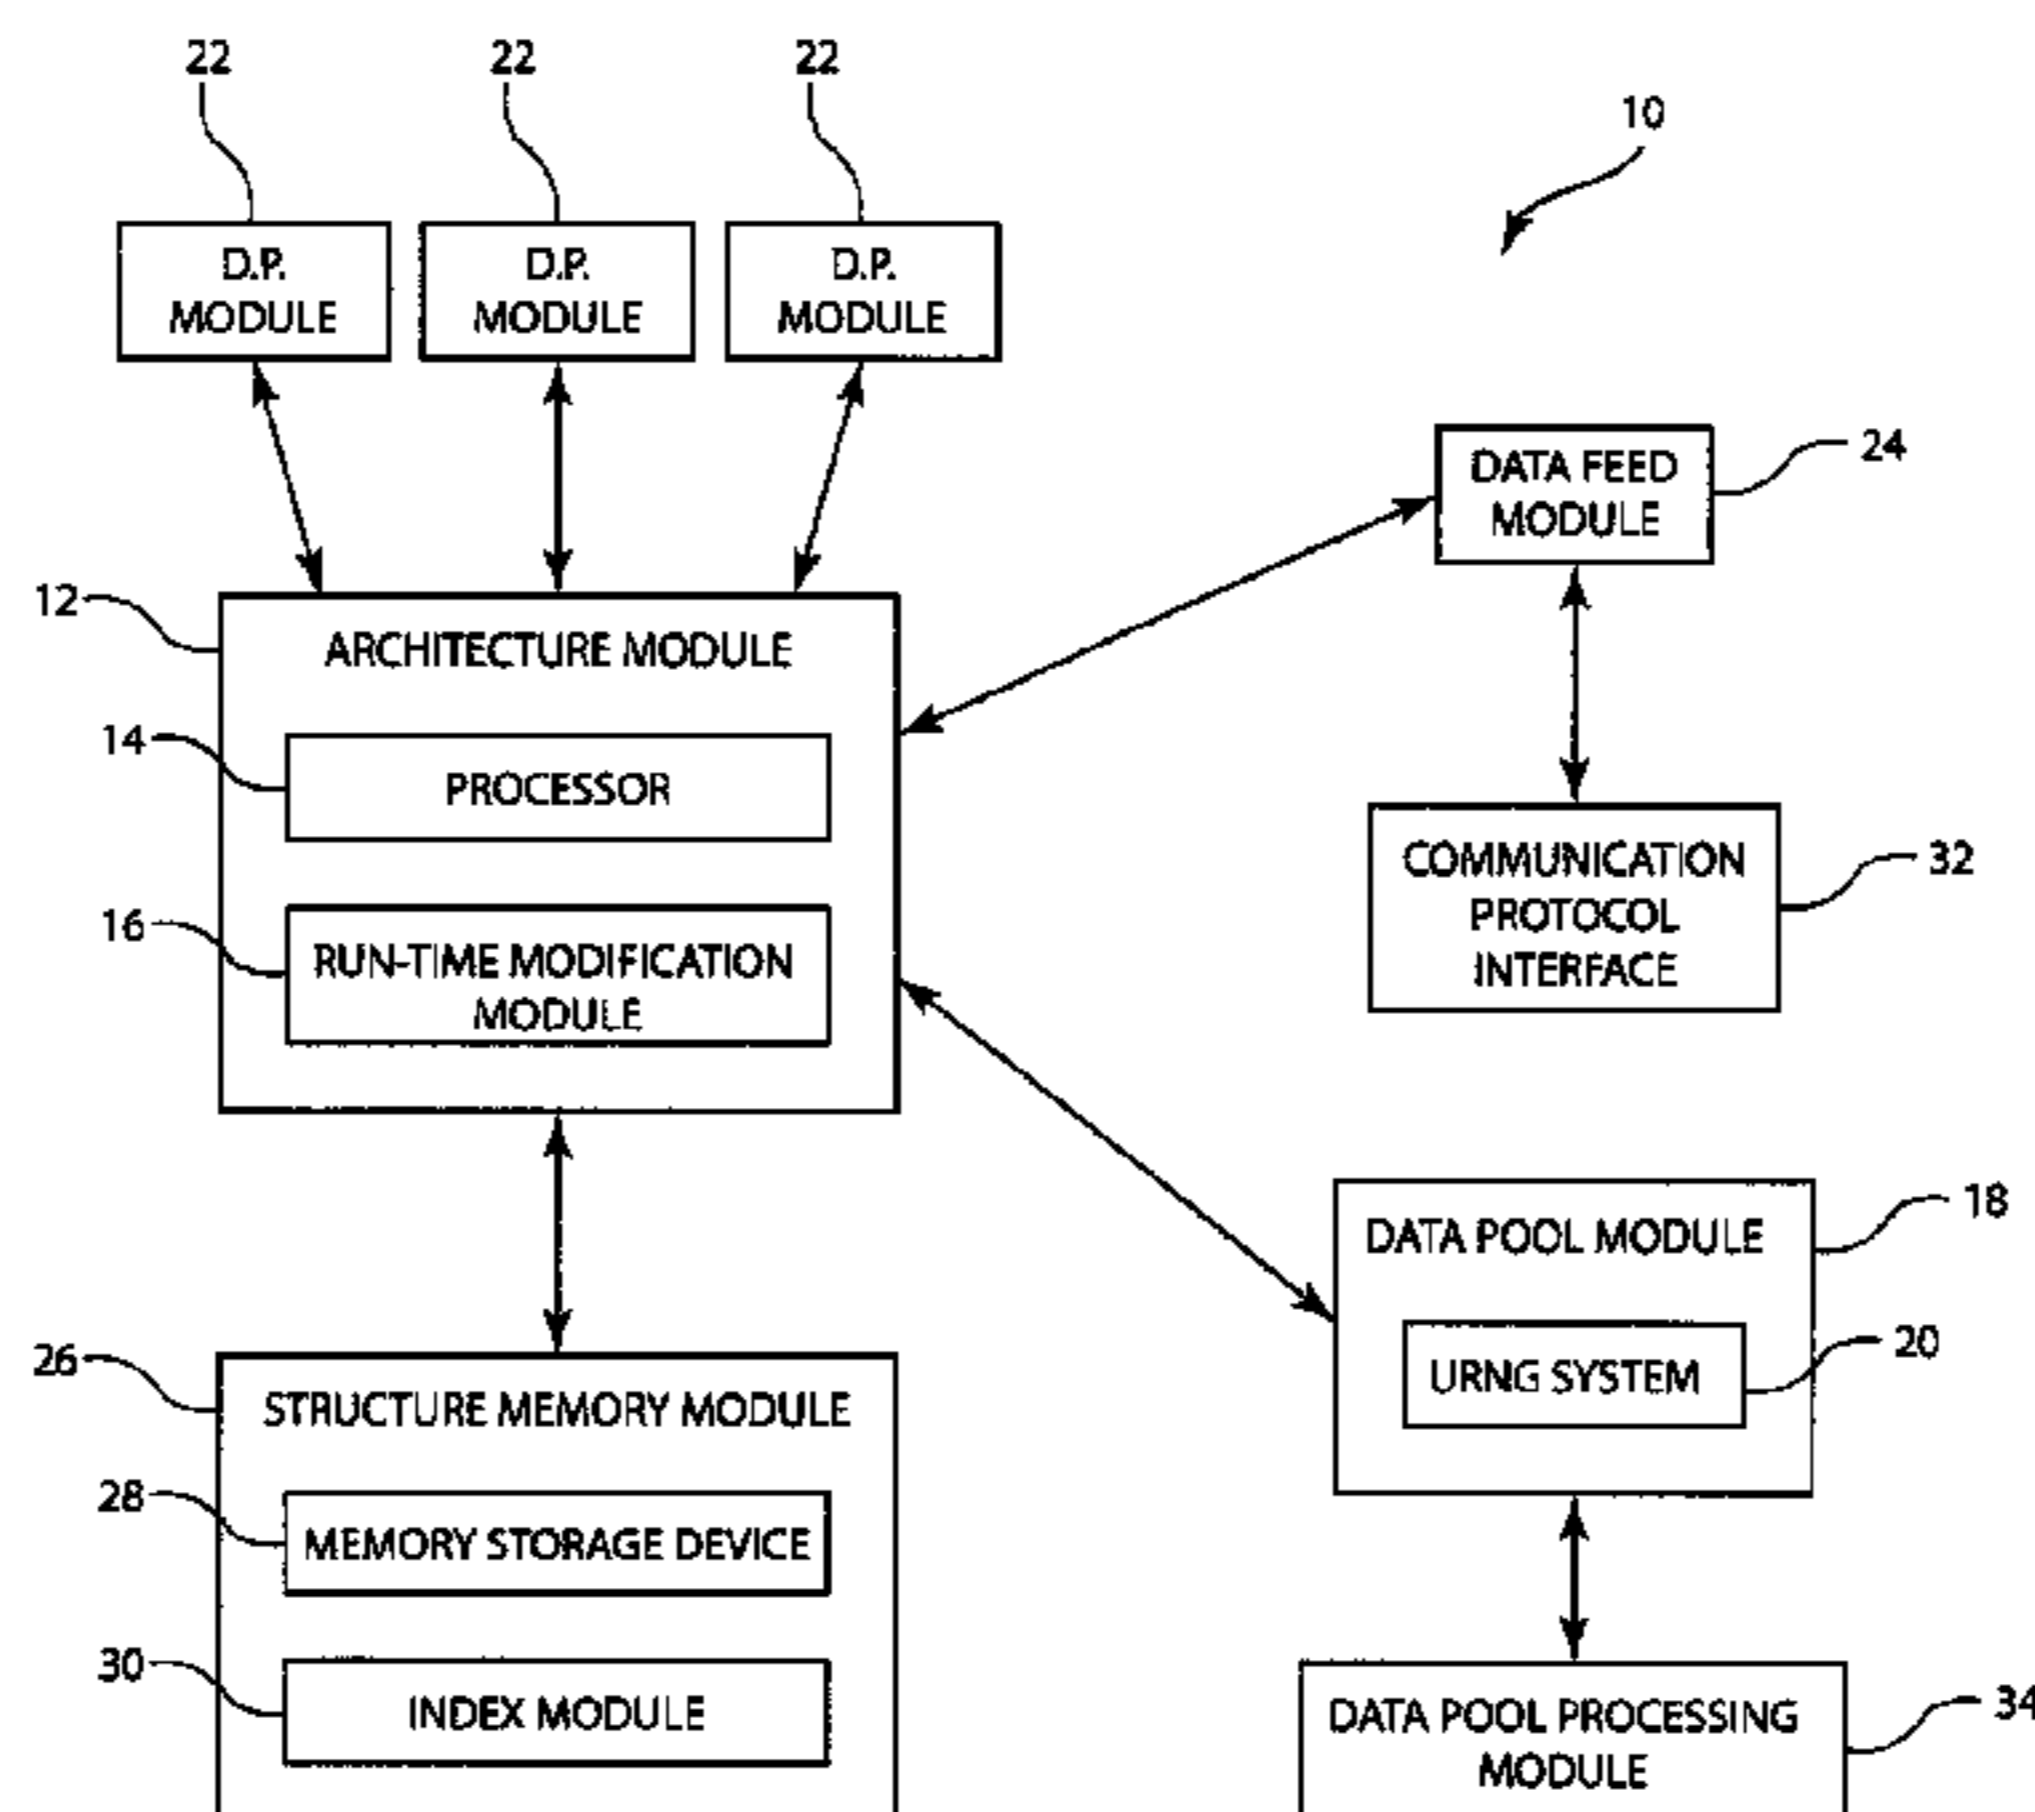 22
22
22
10
D.P.
MODULE
D.P.
MODULE
D.P.
MODULE
DATA FEED
MODULE
24
12
ARCHITECTURE MODULE
14
PROCESSOR
16
RUN-TIME MODIFICATION
MODULE
COMMUNICATION
PROTOCOL
INTERFACE
32
DATA POOL MODULE
18
URNG SYSTEM
20
26
STRUCTURE MEMORY MODULE
28
MEMORY STORAGE DEVICE
30
INDEX MODULE
DATA POOL PROCESSING
MODULE
34